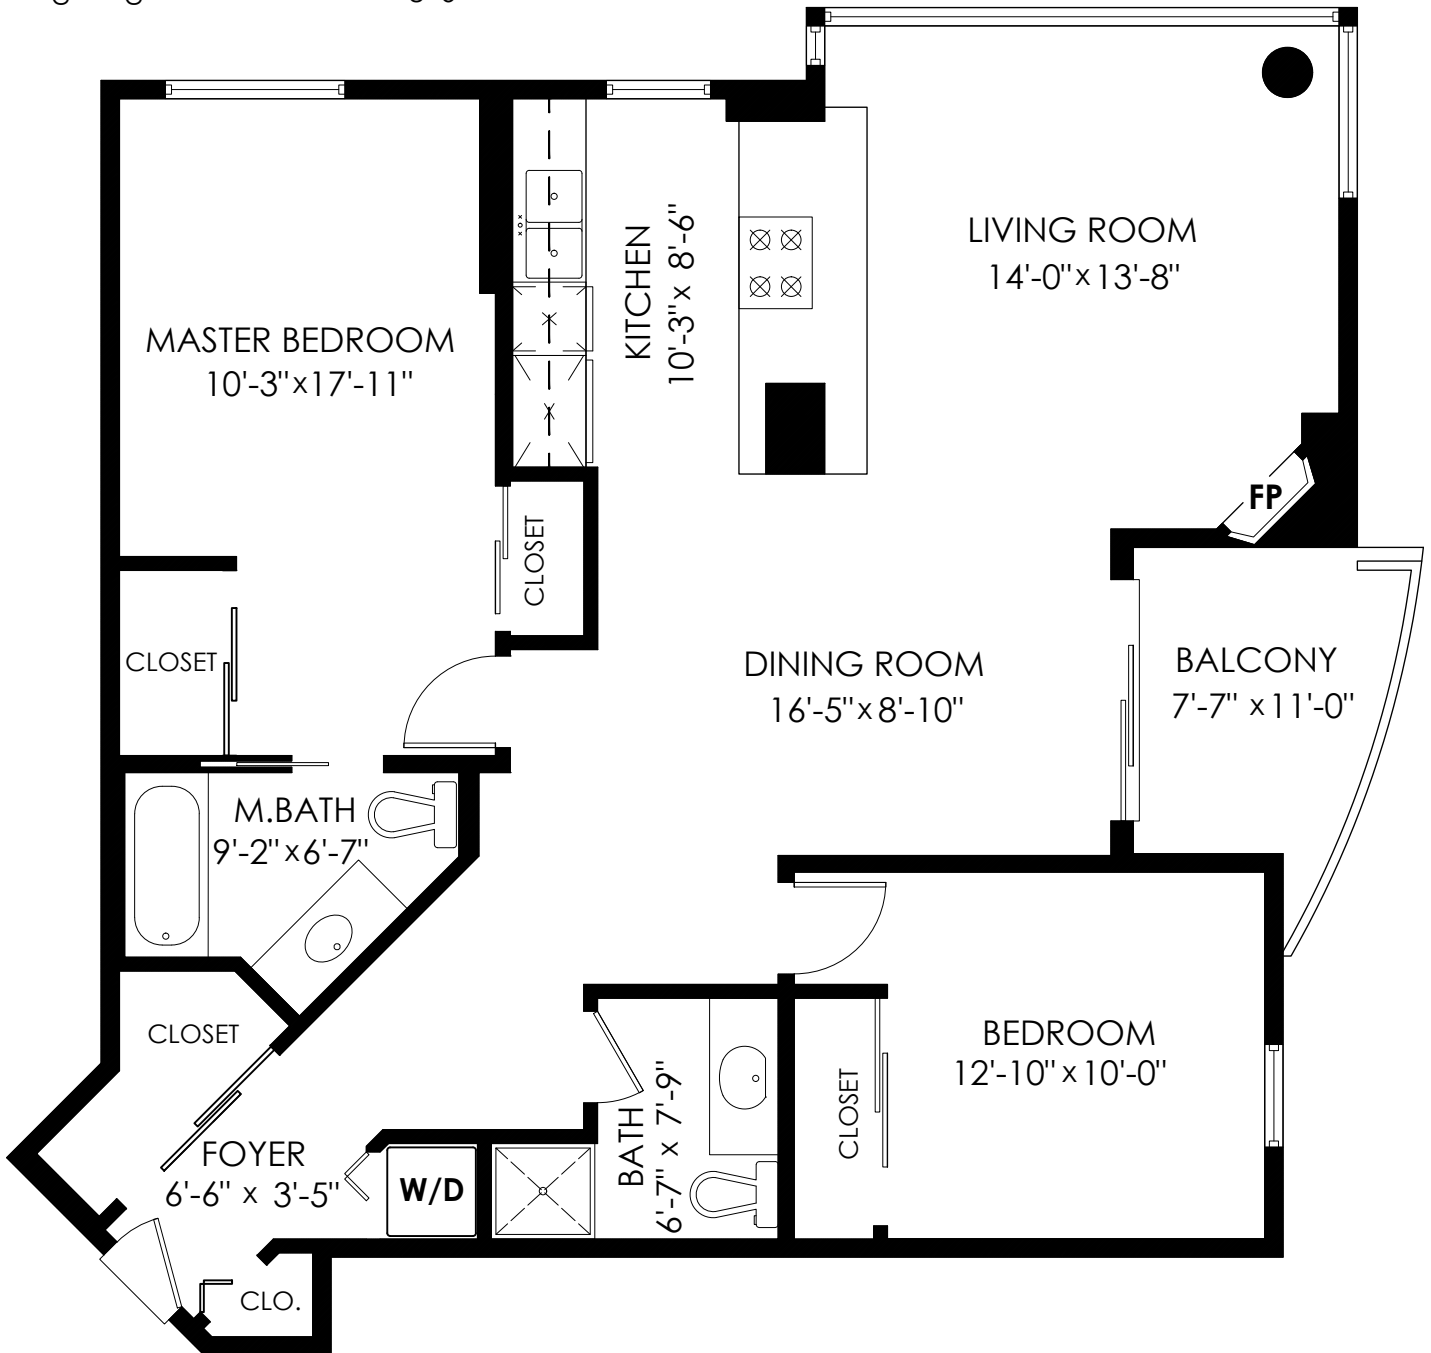 LIVING ROOM
14'-0"x13'-8"
KITCHEN
10'-3"x 8'-6"
MASTER BEDROOM
10'-3"x17'-11"
FP
CLOSET
CLOSET
DINING ROOM
16'-5"x8'-10"
BALCONY
7'-7" x11'-0"
M.BATH
9'-2"x6'-7"
CLOSET
BEDROOM
12'-10"x10'-0"
CLOSET
BATH
6'-7" x 7'-9"
FOYER
6'-6" x 3'-5"
W/D
CLO.